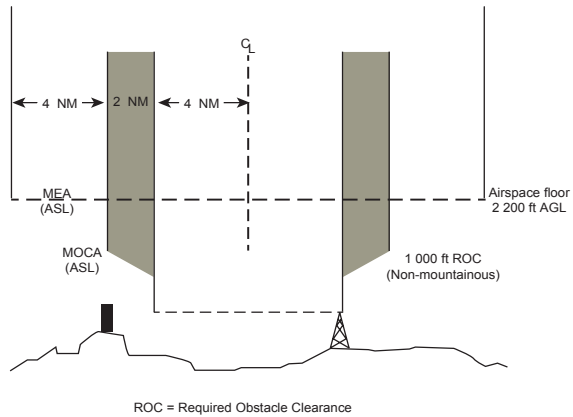 C
L
4 NM
2 NM
4 NM
MEA
(ASL)
Airspace floor
2 200 ft AGL
MOCA
(ASL)
1 000 ft ROC
(Non-mountainous)
ROC = Required Obstacle Clearance